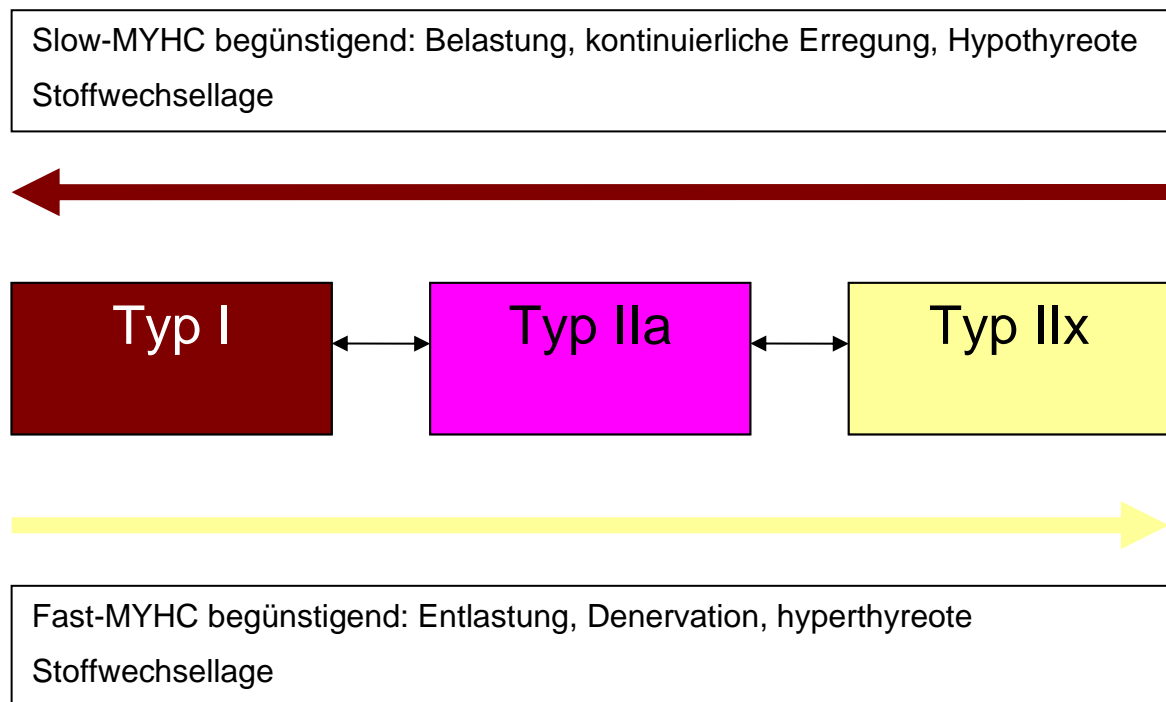 Slow-MYHC begünstigend: Belastung, kontinuierliche Erregung, Hypothyreote
Stoffwechsellage
Typ I
Typ IIa
Typ IIx
Fast-MYHC begünstigend: Entlastung, Denervation, hyperthyreote
Stoffwechsellage